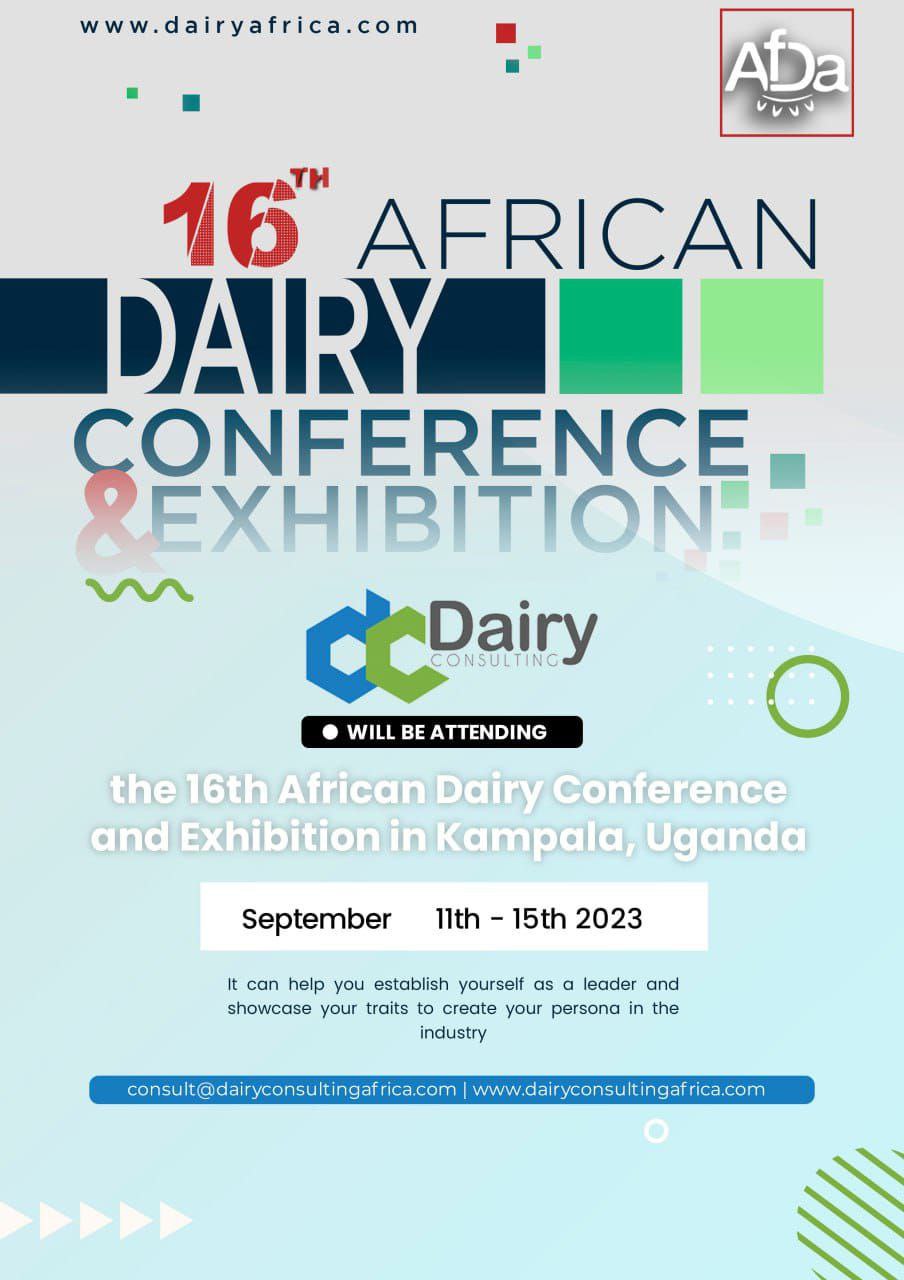 www.dairyafrica.com
AfDa
16TH AFRICAN
DAIRY
CONFERENCE
& EXHIBITION
dc Dairy
CONSULTING
WILL BE ATTENDING
the 16th African Dairy Conference
and Exhibition in Kampala, Uganda
September 11th - 15th 2023
It can help you establish yourself as a leader and
showcase your traits to create your persona in the
industry
consult@dairyconsultingafrica.com | www.dairyconsultingafrica.com